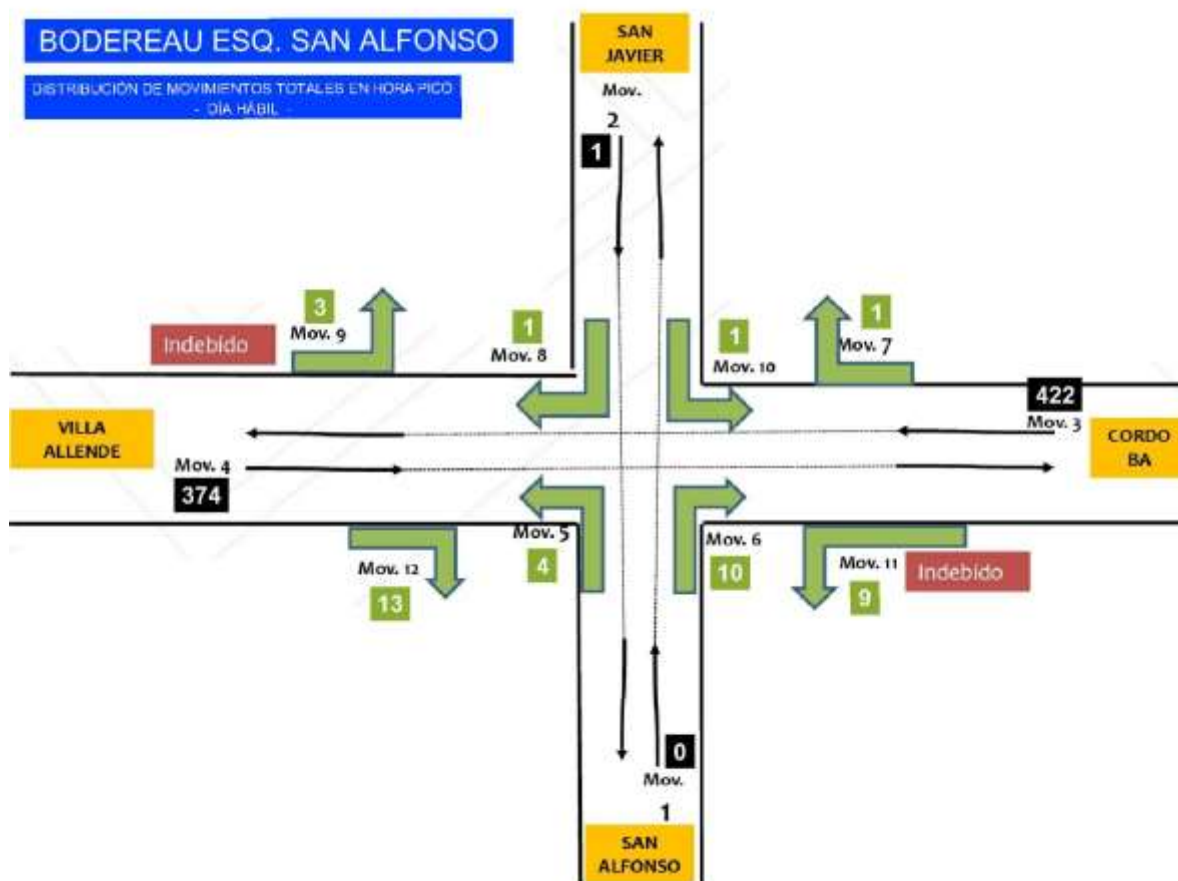 BODEREAU ESQ. SAN ALFONSO
DISTRIBUCIÓN DE MOVIMIENTOS TOTALES EN HORA PICO
- DÍA HÁBIL -
SAN
JAVIER
Mov.
2
1
3
Mov. 9
Indebido
1
Mov. 8
1
Mov. 10
1
Mov. 7
422
Mov. 3
VILLA
ALLENDE
CORDO
BA
Mov. 4
374
Mov. 12
13
Mov. 5
4
Mov. 6
10
Mov. 11
9
Indebido
0
Mov.
1
SAN
ALFONSO